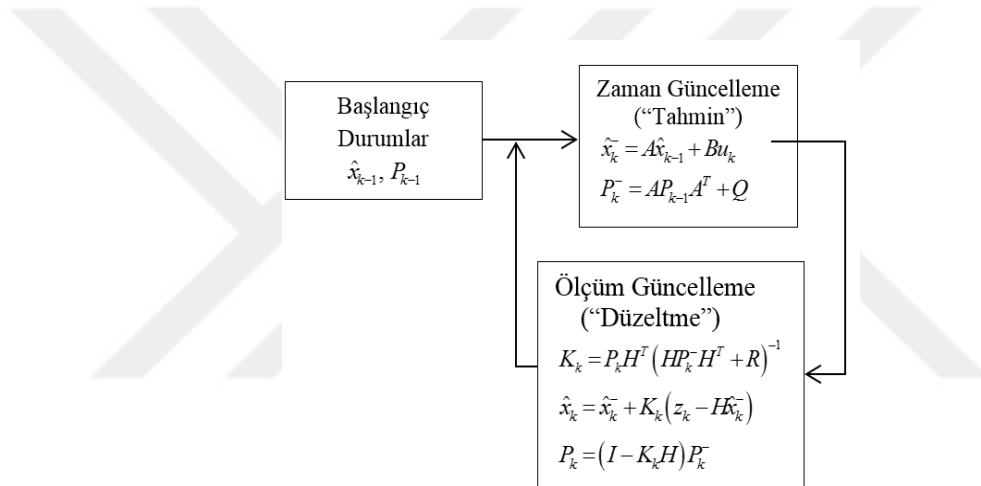 Başlangıç
Durumlar
x̂ₖ₋₁, Pₖ₋₁
Zaman Güncelleme
(“Tahmin”)
x̂ₖ⁻ = Ax̂ₖ₋₁ + Buₖ
Pₖ⁻ = APₖ₋₁Aᵀ + Q
Ölçüm Güncelleme
(“Düzeltme”)
Kₖ = PₖHᵀ(HPₖ⁻Hᵀ + R)⁻¹
x̂ₖ = x̂ₖ⁻ + Kₖ(zₖ − Hx̂ₖ⁻)
Pₖ = (I − KₖH)Pₖ⁻